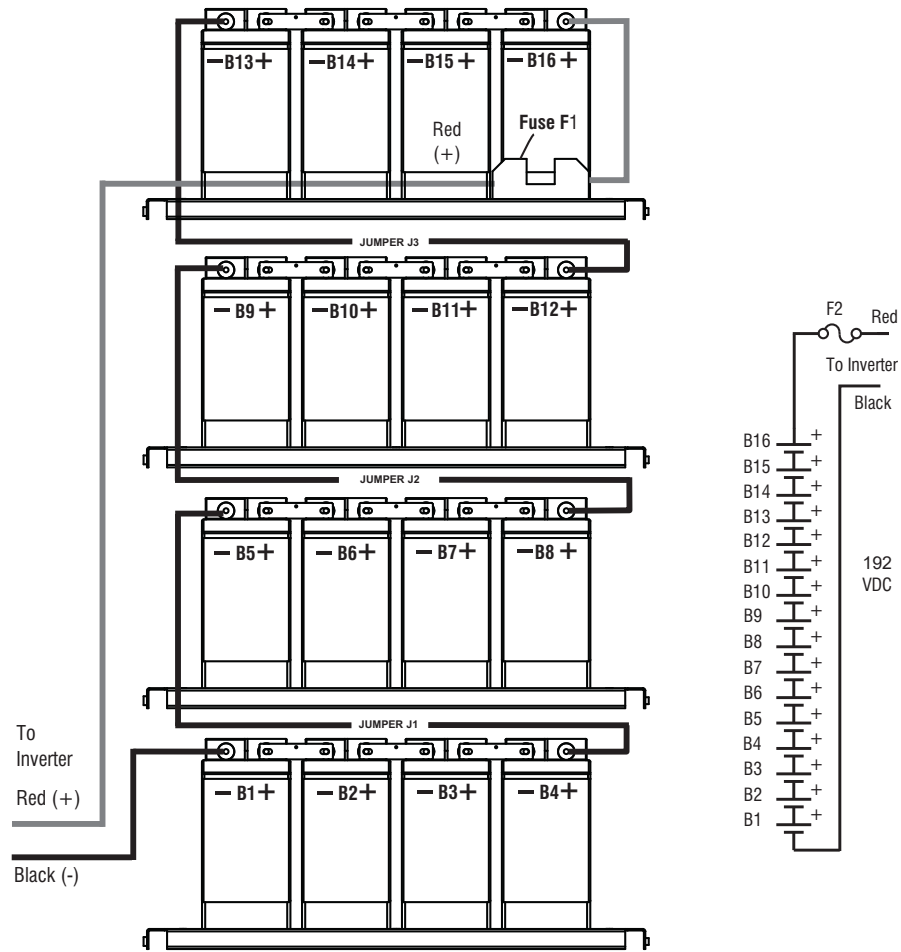 −B13+ −B14+ −B15+ −B16+
Red
(+)
Fuse F1
JUMPER J3
− B9+ −B10+ −B11+ −B12+
JUMPER J2
− B5+ − B6+ − B7+ − B8+
JUMPER J1
− B1+ − B2+ − B3+ − B4+
To
Inverter
Red (+)
Black (-)
F2
Red
To Inverter
Black
B16 +
B15 +
B14 +
B13 +
B12 +
B11 +
B10 +
B9 +
B8 +
B7 +
B6 +
B5 +
B4 +
B3 +
B2 +
B1 +
192
VDC